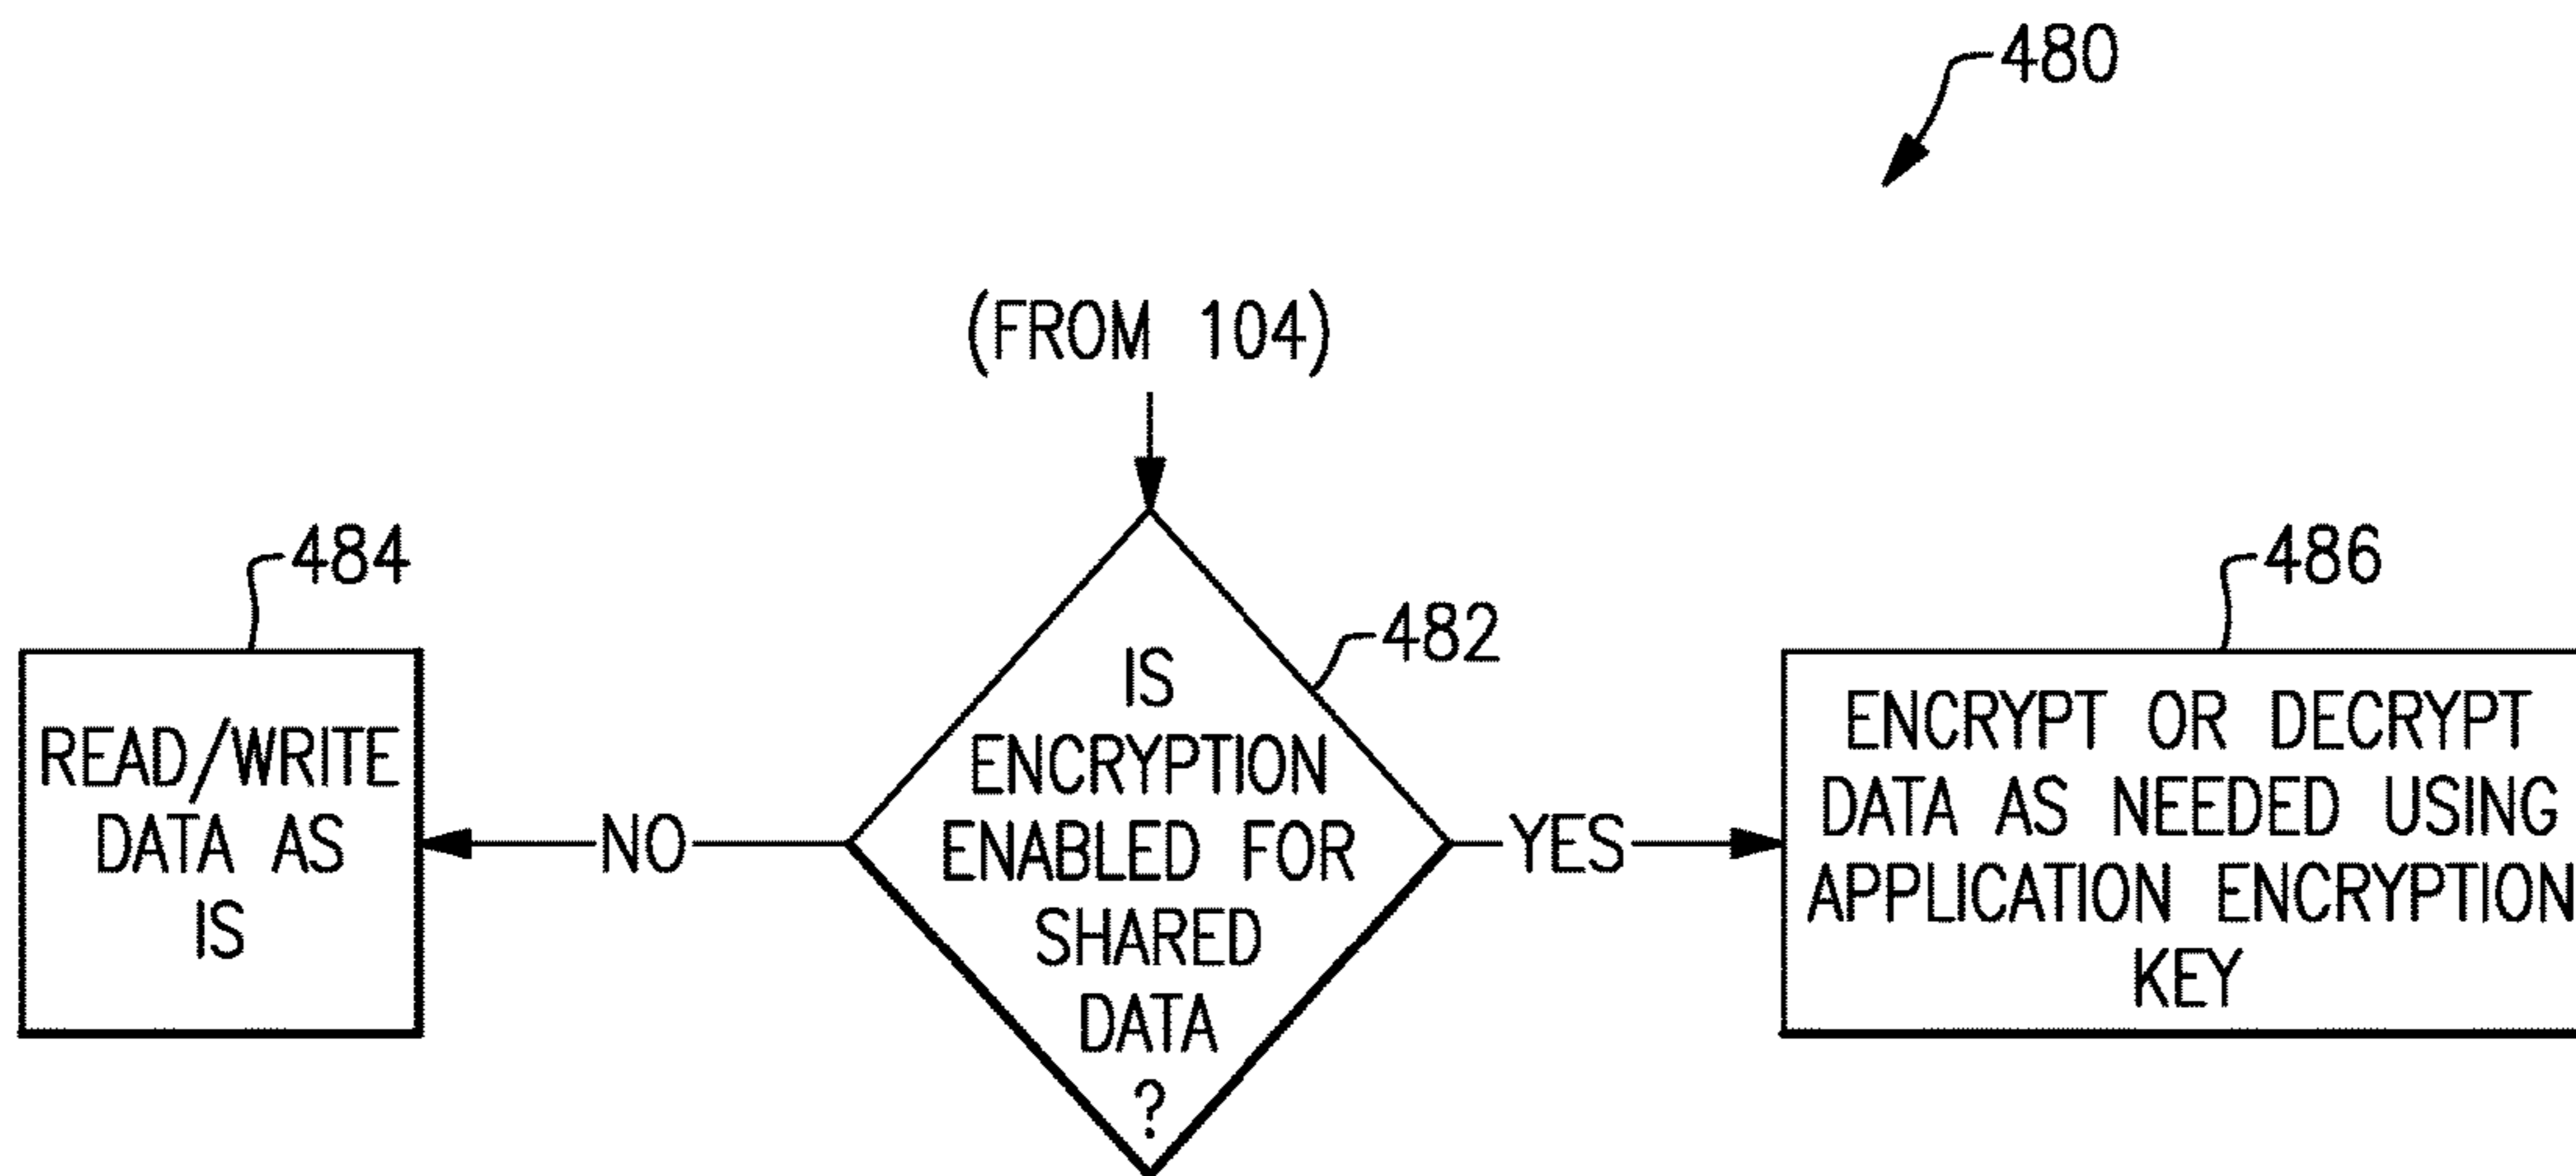 480
(FROM 104)
484
READ/WRITE
DATA AS
IS
NO
482
IS
ENCRYPTION
ENABLED FOR
SHARED
DATA
?
YES
486
ENCRYPT OR DECRYPT
DATA AS NEEDED USING
APPLICATION ENCRYPTION
KEY